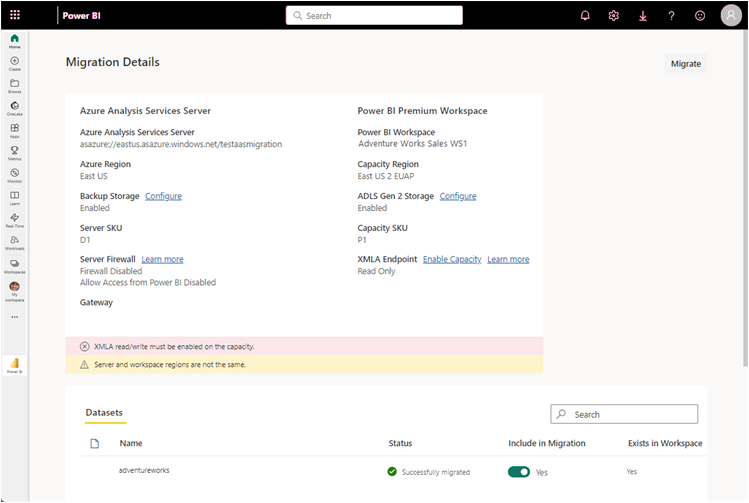 Power BI
Search
Home
Create
Browse
OneLake
Apps
Metrics
Monitor
Learn
Real-Time
Workloads
Workspaces
My
workspace
Power BI
Migration Details
Migrate
Azure Analysis Services Server
Azure Analysis Services Server
asazure://eastus.asazure.windows.net/testaasmigration
Azure Region
East US
Backup Storage Configure
Enabled
Server SKU
D1
Server Firewall Learn more
Firewall Disabled
Allow Access from Power BI Disabled
Gateway
Power BI Premium Workspace
Power BI Workspace
Adventure Works Sales WS1
Capacity Region
East US 2 EUAP
ADLS Gen 2 Storage Configure
Enabled
Capacity SKU
P1
XMLA Endpoint Enable Capacity Learn more
Read Only
XMLA read/write must be enabled on the capacity.
Server and workspace regions are not the same.
Datasets
Search
Name Status Include in Migration Exists in Workspace
adventureworks Successfully migrated Yes Yes